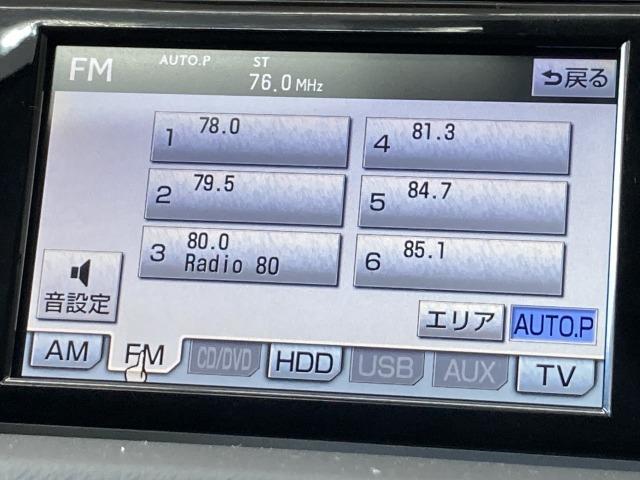 FM AUTO.P ST
76.0 MHz
戻る
1 78.0
4 81.3
2 79.5
5 84.7
3 80.0
Radio 80
6 85.1
音設定
エリア AUTO.P
AM FM CD/DVD HDD USB AUX TV